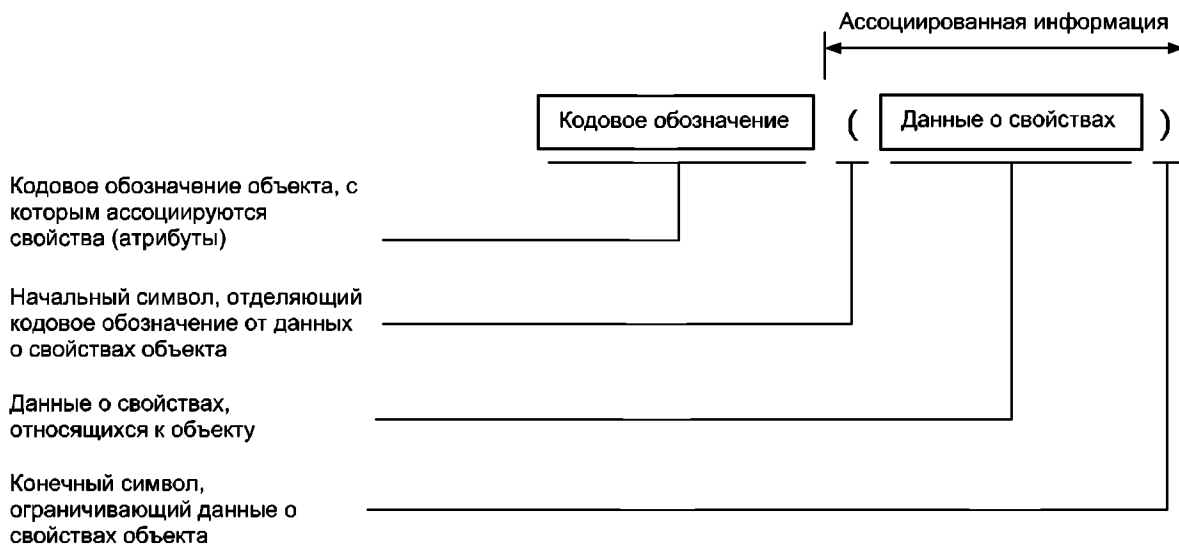 Ассоциированная информация
Кодовое обозначение ( Данные о свойствах )
Кодовое обозначение объекта, с
которым ассоциируются
свойства (атрибуты)
Начальный символ, отделяющий
кодовое обозначение от данных
о свойствах объекта
Данные о свойствах,
относящихся к объекту
Конечный символ,
ограничивающий данные о
свойствах объекта